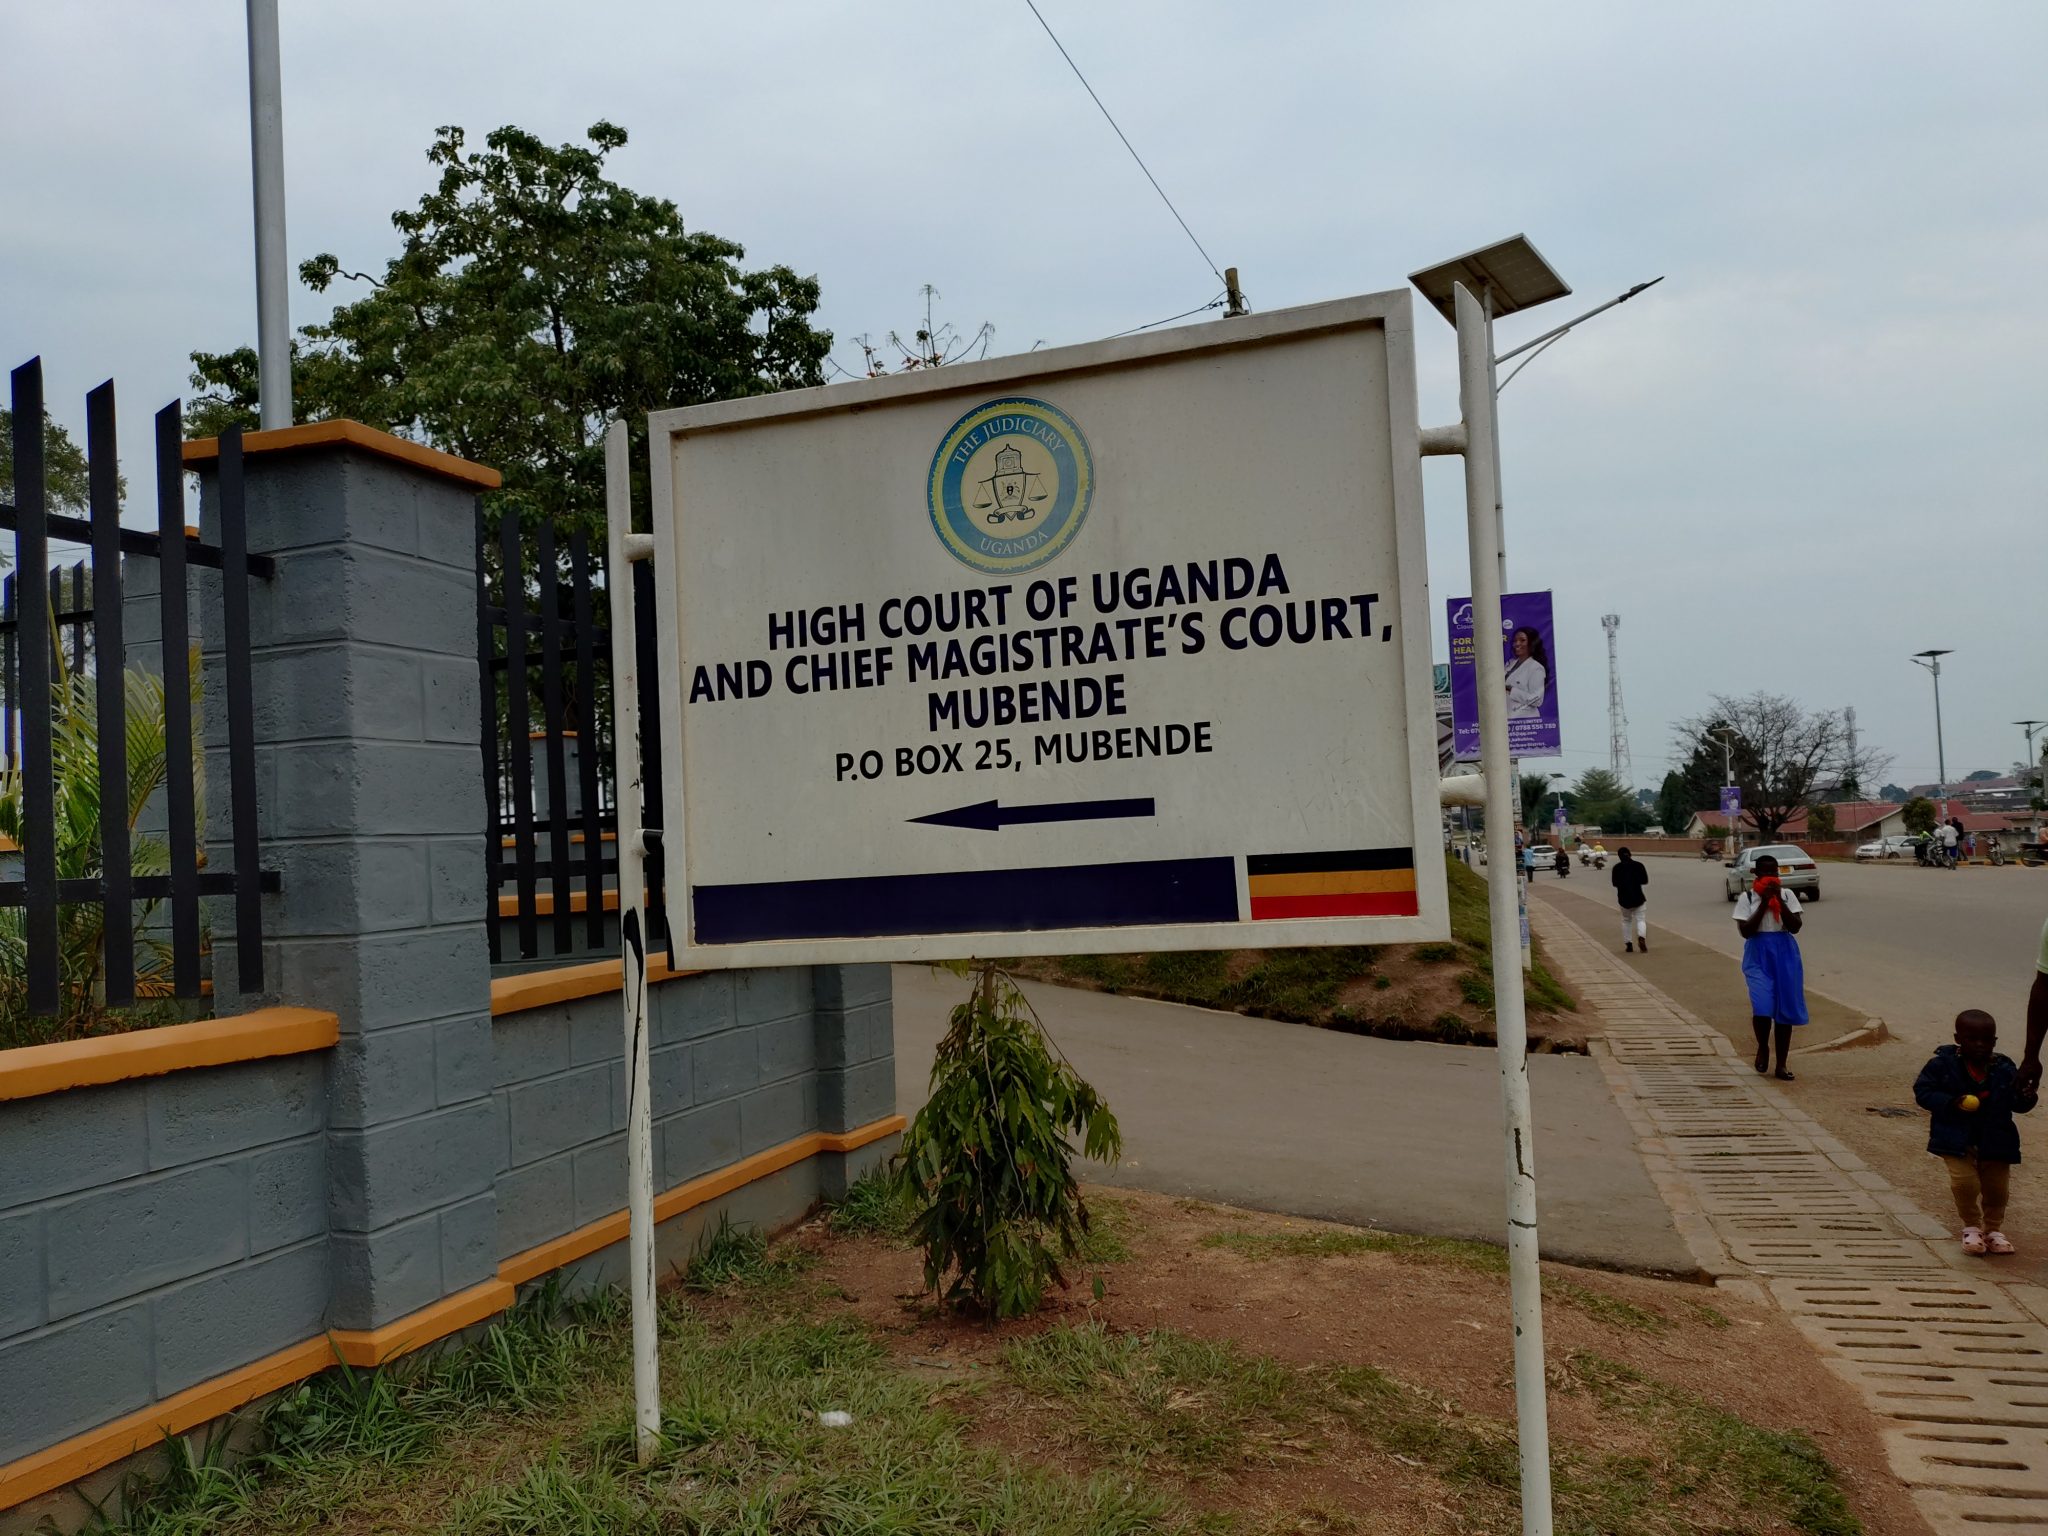 THE JUDICIARY
UGANDA
HIGH COURT OF UGANDA
AND CHIEF MAGISTRATE'S COURT,
MUBENDE
P.O BOX 25, MUBENDE